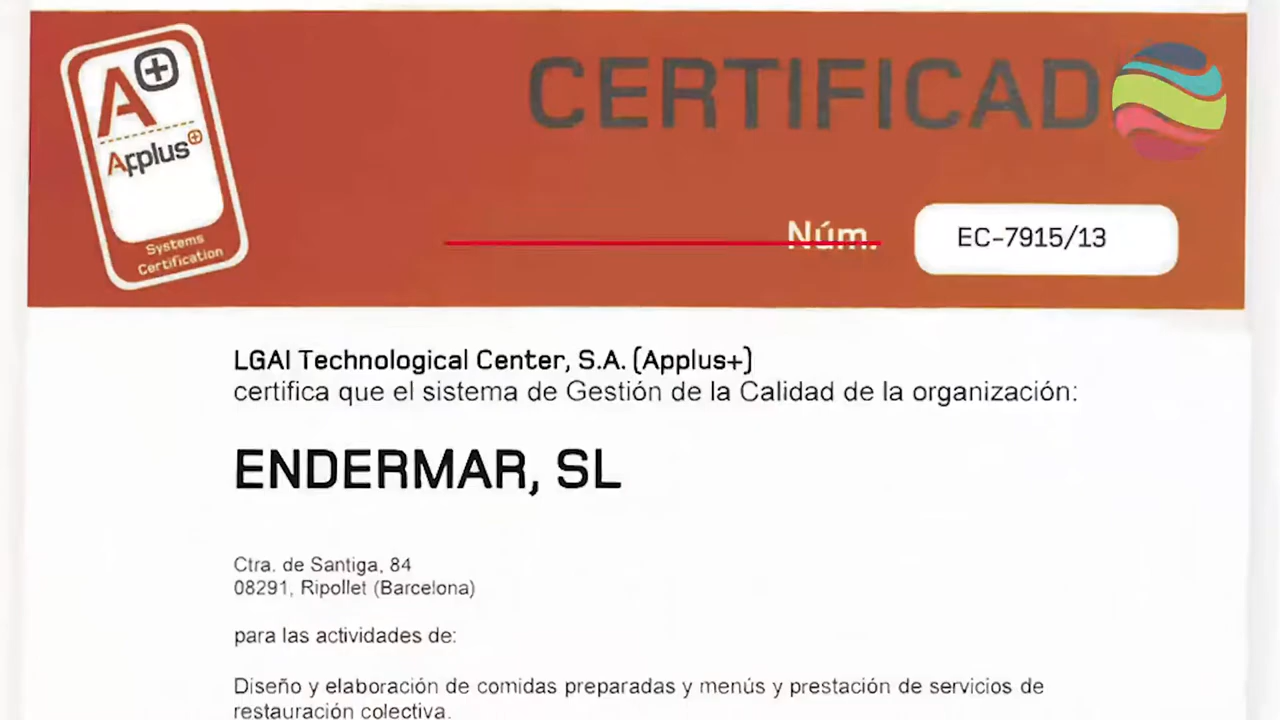 A+
Applus+
Systems
Certification
CERTIFICAD
Núm.
EC-7915/13
LGAI Technological Center, S.A. (Applus+)
certifica que el sistema de Gestión de la Calidad de la organización:
ENDERMAR, SL
Ctra. de Santiga, 84
08291, Ripollet (Barcelona)
para las actividades de:
Diseño y elaboración de comidas preparadas y menús y prestación de servicios de
restauración colectiva.